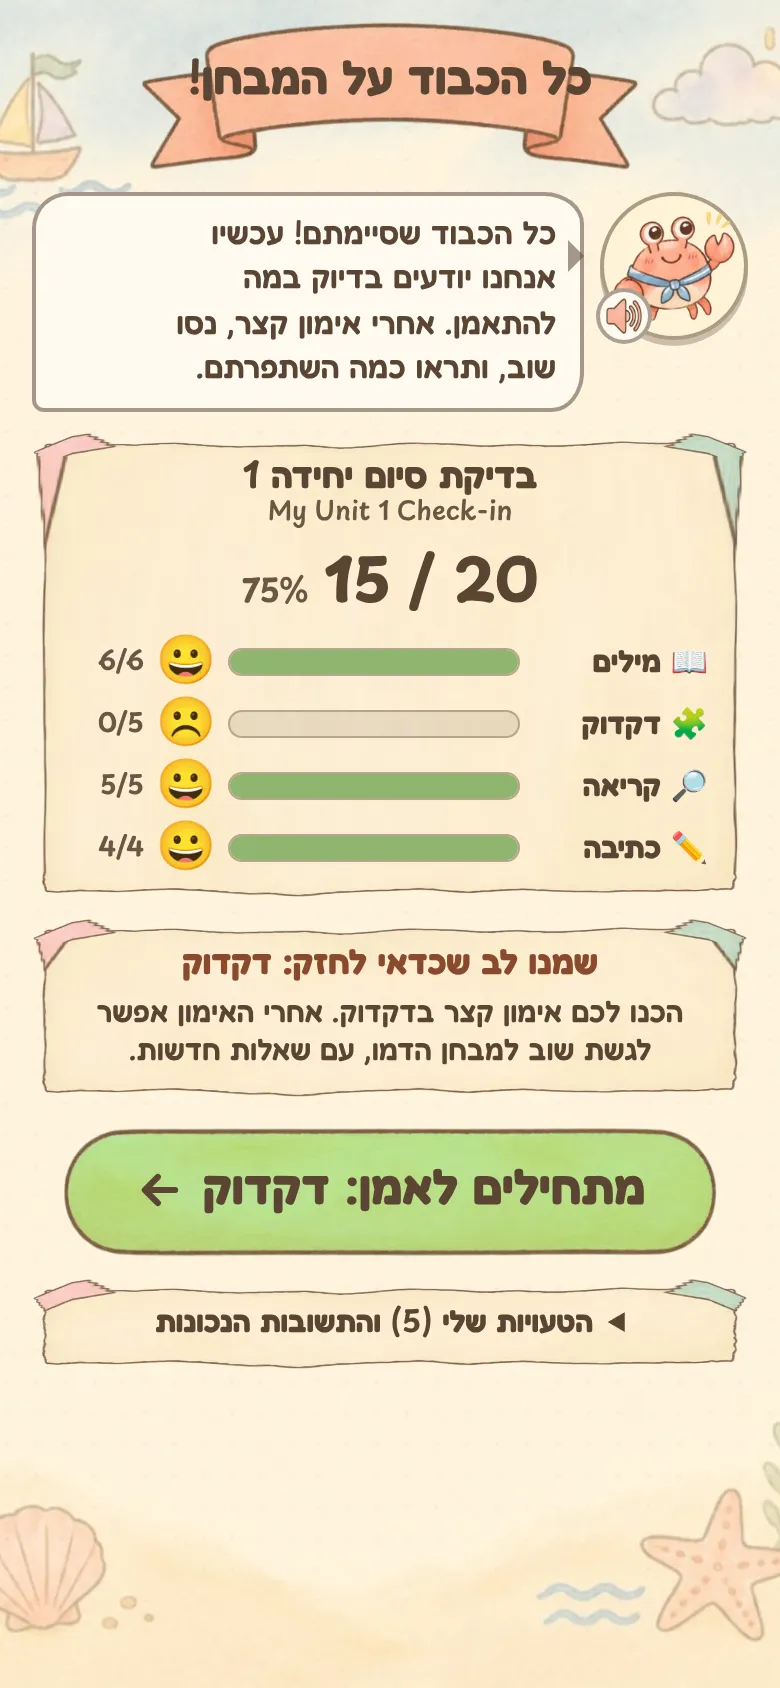 כל הכבוד על המבחן!
כל הכבוד שסיימתם! עכשיו
אנחנו יודעים בדיוק במה
להתאמן. אחרי אימון קצר, נסו
שוב, ותראו כמה השתפרתם.
בדיקת סיום יחידה 1
My Unit 1 Check-in
15 / 20 75%
מילים 6/6
דקדוק 0/5
קריאה 5/5
כתיבה 4/4
שמנו לב שכדאי לחזק: דקדוק
הכנו לכם אימון קצר בדקדוק. אחרי האימון אפשר
לגשת שוב למבחן הדמו, עם שאלות חדשות.
מתחילים לאמן: דקדוק ←
◀ הטעויות שלי (5) והתשובות הנכונות